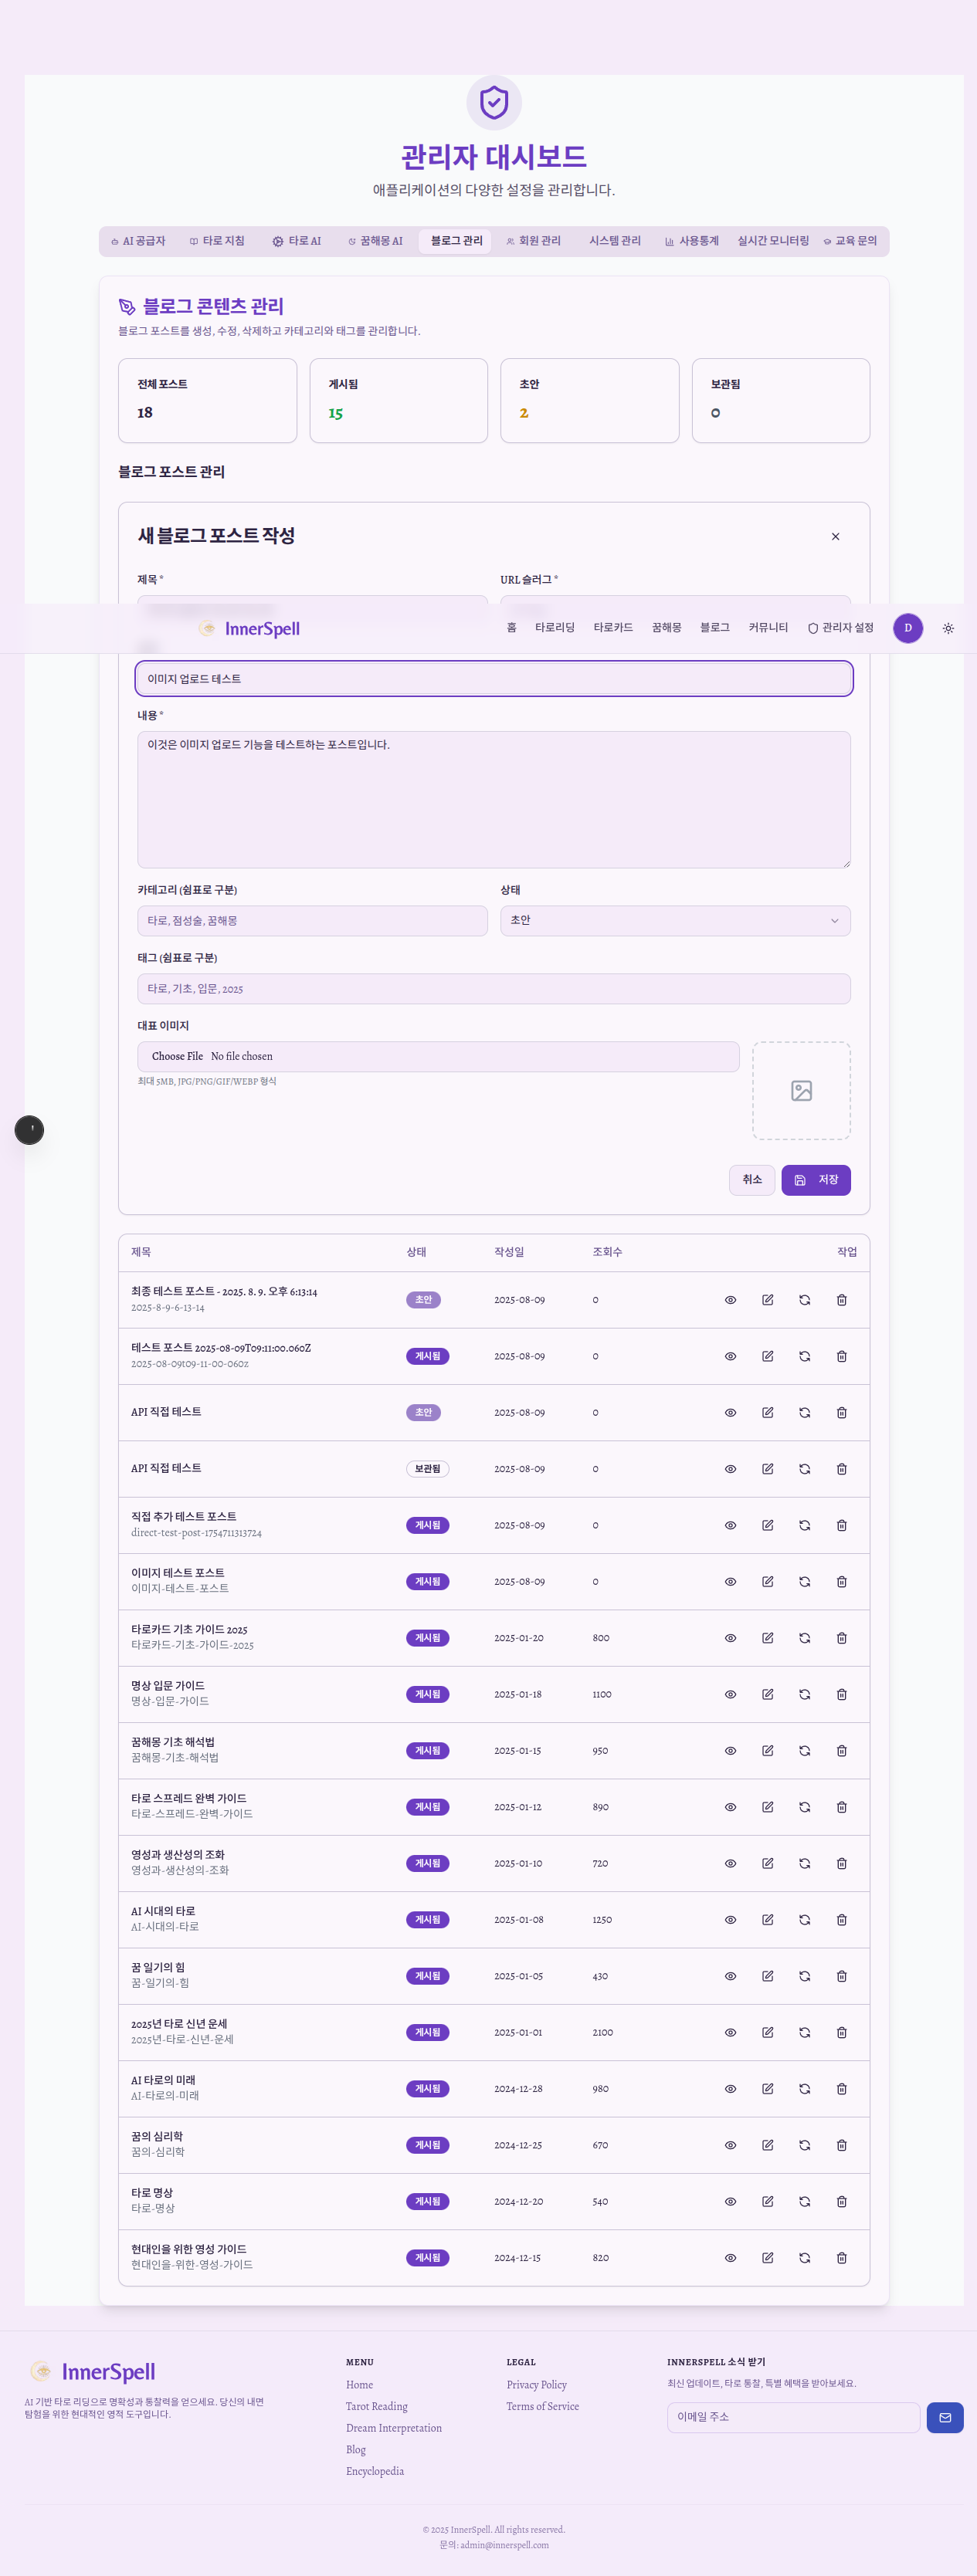 관리자 대시보드
애플리케이션의 다양한 설정을 관리합니다.
AI 공급자 타로 지침 타로 AI 꿈해몽 AI 블로그 관리 회원 관리 시스템 관리 사용통계 실시간 모니터링 교육 문의
블로그 콘텐츠 관리
블로그 포스트를 생성, 수정, 삭제하고 카테고리와 태그를 관리합니다.
전체 포스트 게시됨 초안 보관됨
18 15 2 0
블로그 포스트 관리
새 블로그 포스트 작성
제목 * URL 슬러그 *
InnerSpell 홈 타로리딩 타로카드 꿈해몽 블로그 커뮤니티 관리자 설정 D
이미지 업로드 테스트
내용 *
이것은 이미지 업로드 기능을 테스트하는 포스트입니다.
카테고리 (쉼표로 구분) 상태
타로, 점성술, 꿈해몽 초안
태그 (쉼표로 구분)
타로, 기초, 입문, 2025
대표 이미지
Choose File No file chosen
최대 5MB, JPG/PNG/GIF/WEBP 형식
취소 저장
제목 상태 작성일 조회수 작업
최종 테스트 포스트 - 2025. 8. 9. 오후 6:13:14 초안 2025-08-09 0
2025-8-9-6-13-14
테스트 포스트 2025-08-09T09:11:00.060Z 게시됨 2025-08-09 0
2025-08-09t09-11-00-060z
API 직접 테스트 초안 2025-08-09 0
API 직접 테스트 보관됨 2025-08-09 0
직접 추가 테스트 포스트 게시됨 2025-08-09 0
direct-test-post-1754711313724
이미지 테스트 포스트 게시됨 2025-08-09 0
이미지-테스트-포스트
타로카드 기초 가이드 2025 게시됨 2025-01-20 800
타로카드-기초-가이드-2025
명상 입문 가이드 게시됨 2025-01-18 1100
명상-입문-가이드
꿈해몽 기초 해석법 게시됨 2025-01-15 950
꿈해몽-기초-해석법
타로 스프레드 완벽 가이드 게시됨 2025-01-12 890
타로-스프레드-완벽-가이드
영성과 생산성의 조화 게시됨 2025-01-10 720
영성과-생산성의-조화
AI 시대의 타로 게시됨 2025-01-08 1250
AI-시대의-타로
꿈 일기의 힘 게시됨 2025-01-05 430
꿈-일기의-힘
2025년 타로 신년 운세 게시됨 2025-01-01 2100
2025년-타로-신년-운세
AI 타로의 미래 게시됨 2024-12-28 980
AI-타로의-미래
꿈의 심리학 게시됨 2024-12-25 670
꿈의-심리학
타로 명상 게시됨 2024-12-20 540
타로-명상
현대인을 위한 영성 가이드 게시됨 2024-12-15 820
현대인을-위한-영성-가이드
InnerSpell
AI 기반 타로 리딩으로 명확성과 통찰력을 얻으세요. 당신의 내면
탐험을 위한 현대적인 영적 도구입니다.
MENU
Home
Tarot Reading
Dream Interpretation
Blog
Encyclopedia
LEGAL
Privacy Policy
Terms of Service
INNERSPELL 소식 받기
최신 업데이트, 타로 통찰, 특별 혜택을 받아보세요.
이메일 주소
© 2025 InnerSpell. All rights reserved.
문의: admin@innerspell.com